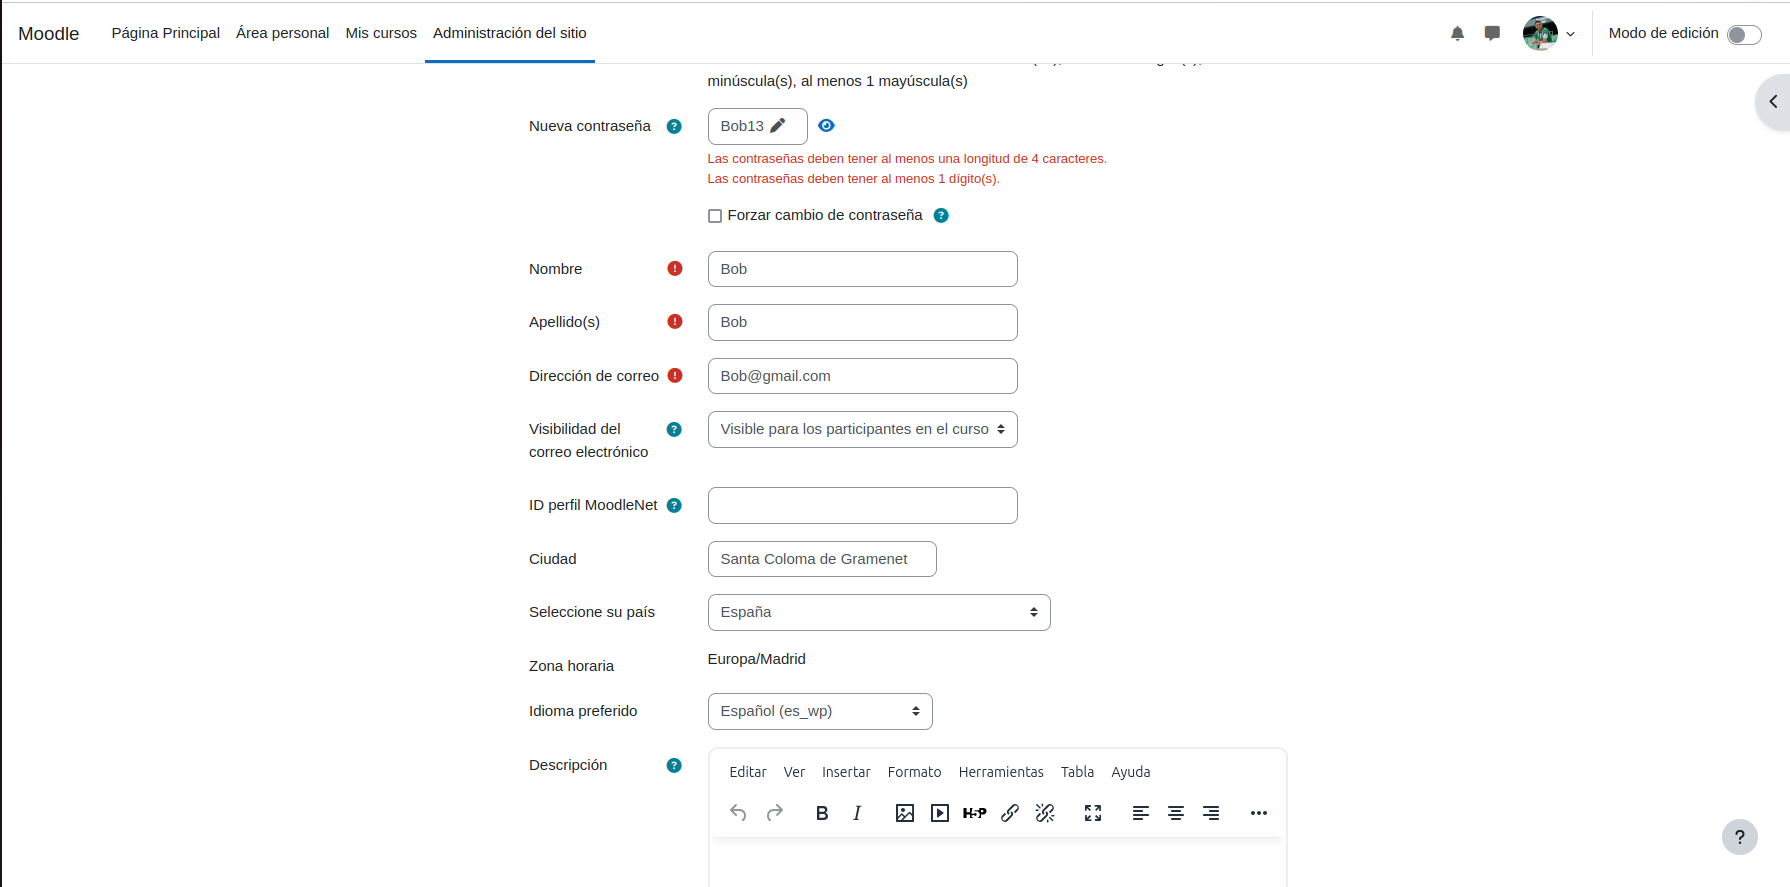 Moodle Página Principal Área personal Mis cursos Administración del sitio Modo de edición
minúscula(s), al menos 1 mayúscula(s)
Nueva contraseña Bob13
Las contraseñas deben tener al menos una longitud de 4 caracteres.
Las contraseñas deben tener al menos 1 dígito(s).
Forzar cambio de contraseña
Nombre Bob
Apellido(s) Bob
Dirección de correo Bob@gmail.com
Visibilidad del
correo electrónico
Visible para los participantes en el curso
ID perfil MoodleNet
Ciudad Santa Coloma de Gramenet
Seleccione su país España
Zona horaria Europa/Madrid
Idioma preferido Español (es_wp)
Descripción
Editar Ver Insertar Formato Herramientas Tabla Ayuda
B I H5P
?